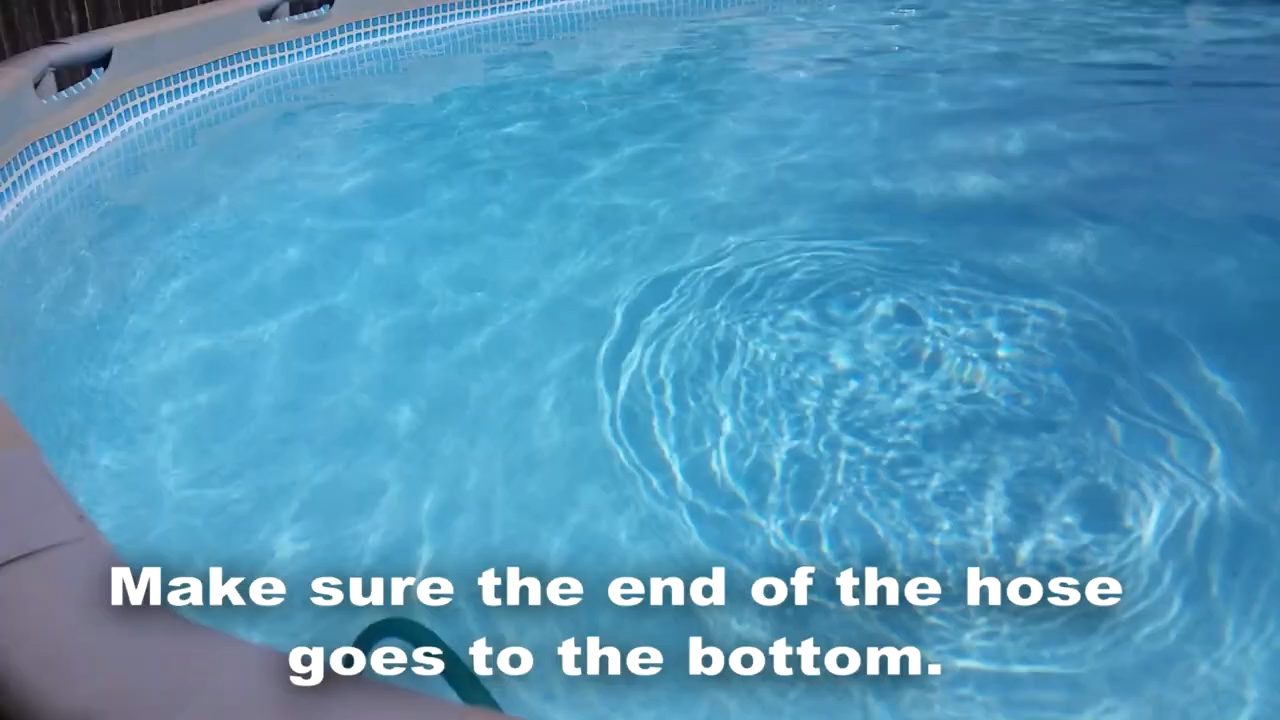 Make sure the end of the hose
goes to the bottom.